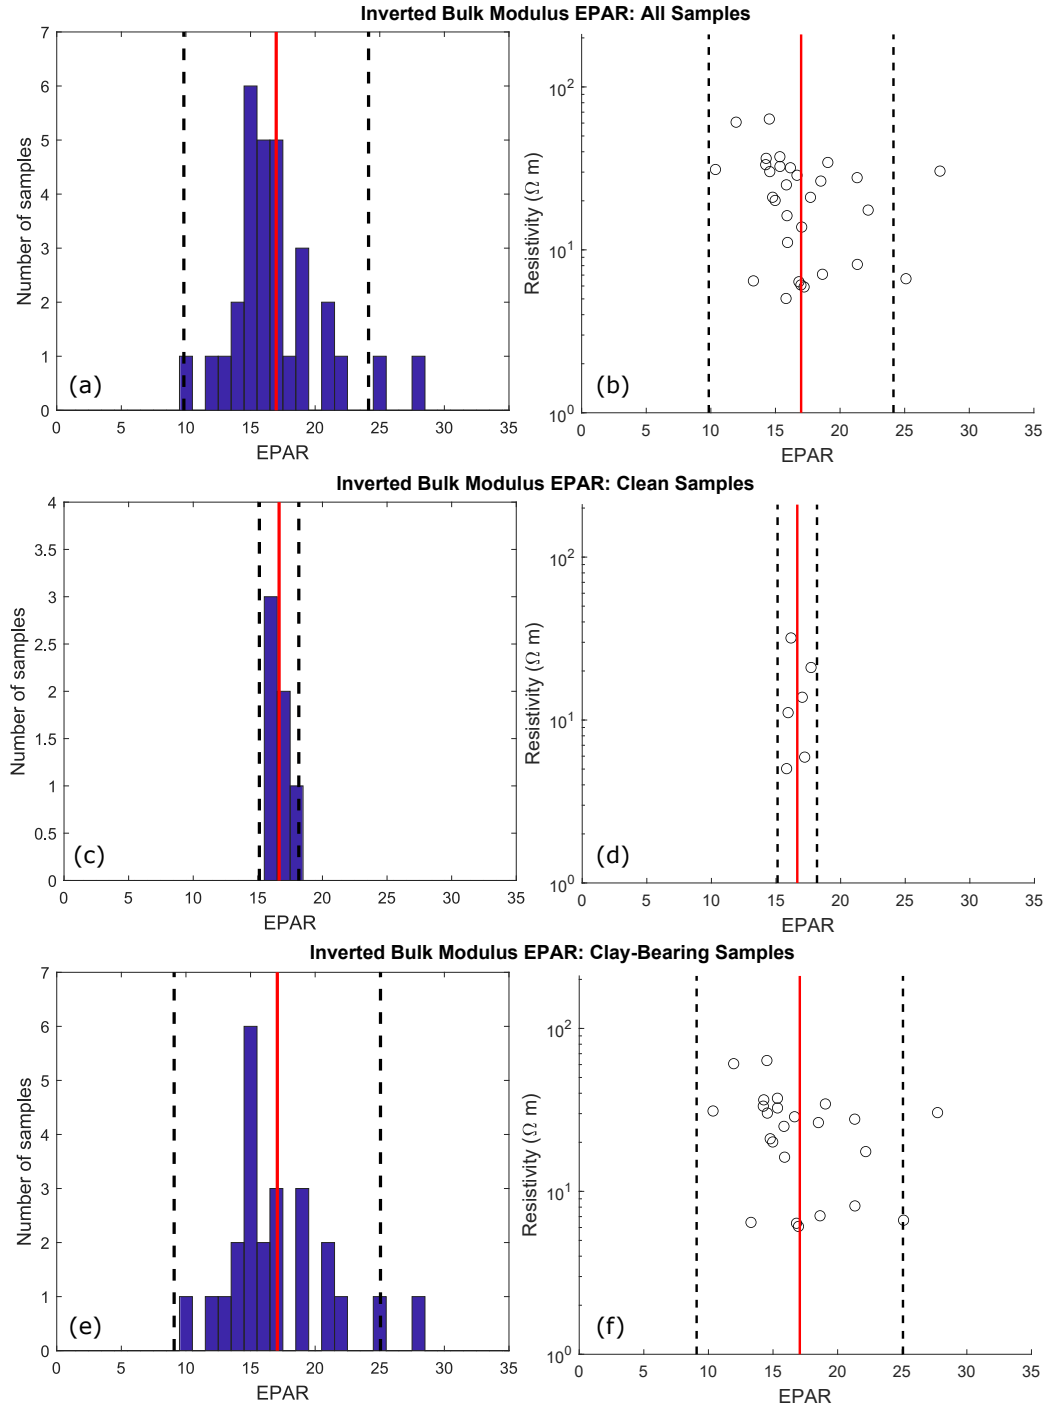 Inverted Bulk Modulus EPAR: All Samples
Number of samples
7
6
5
4
3
2
1
0
(a)
0 5 10 15 20 25 30 35
EPAR
Resistivity (Ω m)
10²
10¹
10⁰
(b)
0 5 10 15 20 25 30 35
EPAR
Inverted Bulk Modulus EPAR: Clean Samples
Number of samples
4
3.5
3
2.5
2
1.5
1
0.5
0
(c)
0 5 10 15 20 25 30 35
EPAR
Resistivity (Ω m)
10²
10¹
10⁰
(d)
0 5 10 15 20 25 30 35
EPAR
Inverted Bulk Modulus EPAR: Clay-Bearing Samples
Number of samples
7
6
5
4
3
2
1
0
(e)
0 5 10 15 20 25 30 35
EPAR
Resistivity (Ω m)
10²
10¹
10⁰
(f)
0 5 10 15 20 25 30 35
EPAR